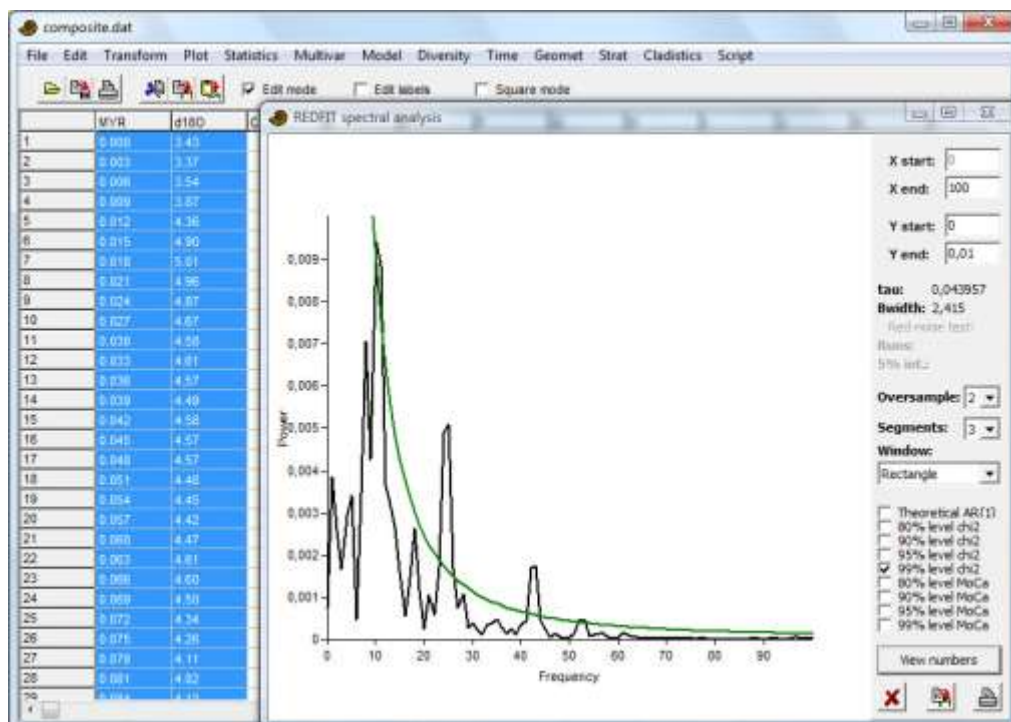 composite.dat
File Edit Transform Plot Statistics Multivar Model Diversity Time Geomet Strat Cladistics Script
Edit mode Edit labels Square mode
MYR d18O
REDFIT spectral analysis
1 0.000 3.43
2 0.003 3.37
3 0.006 3.54
4 0.009 3.87
5 0.012 4.36
6 0.015 4.90
7 0.018 5.01
8 0.021 4.96
9 0.024 4.87
10 0.027 4.67
11 0.030 4.58
12 0.033 4.61
13 0.036 4.57
14 0.039 4.49
15 0.042 4.58
16 0.045 4.57
17 0.048 4.57
18 0.051 4.48
19 0.054 4.45
20 0.057 4.42
21 0.060 4.47
22 0.063 4.61
23 0.066 4.60
24 0.069 4.50
25 0.072 4.34
26 0.075 4.26
27 0.078 4.11
28 0.081 4.02
29
0,009
0,008
0,007
0,006
0,005
0,004
0,003
0,002
0,001
0
Power
0 10 20 30 40 50 60 70 80 90
Frequency
X start: 0
X end: 100
Y start: 0
Y end: 0,01
tau: 0,043957
Bwidth: 2,415
Red noise test:
Runs:
5% int.:
Oversample: 2
Segments: 3
Window:
Rectangle
Theoretical AR(1)
80% level chi2
90% level chi2
95% level chi2
99% level chi2
80% level MoCa
90% level MoCa
95% level MoCa
99% level MoCa
View numbers